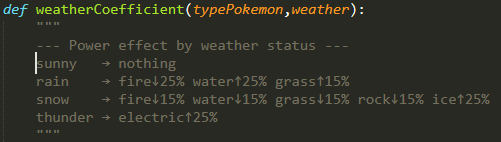 def weatherCoefficient(typePokemon,weather):
"""
--- Power effect by weather status ---
sunny → nothing
rain → fire↓25% water↑25% grass↑15%
snow → fire↓15% water↓15% grass↓15% rock↓15% ice↑25%
thunder → electric↑25%
"""